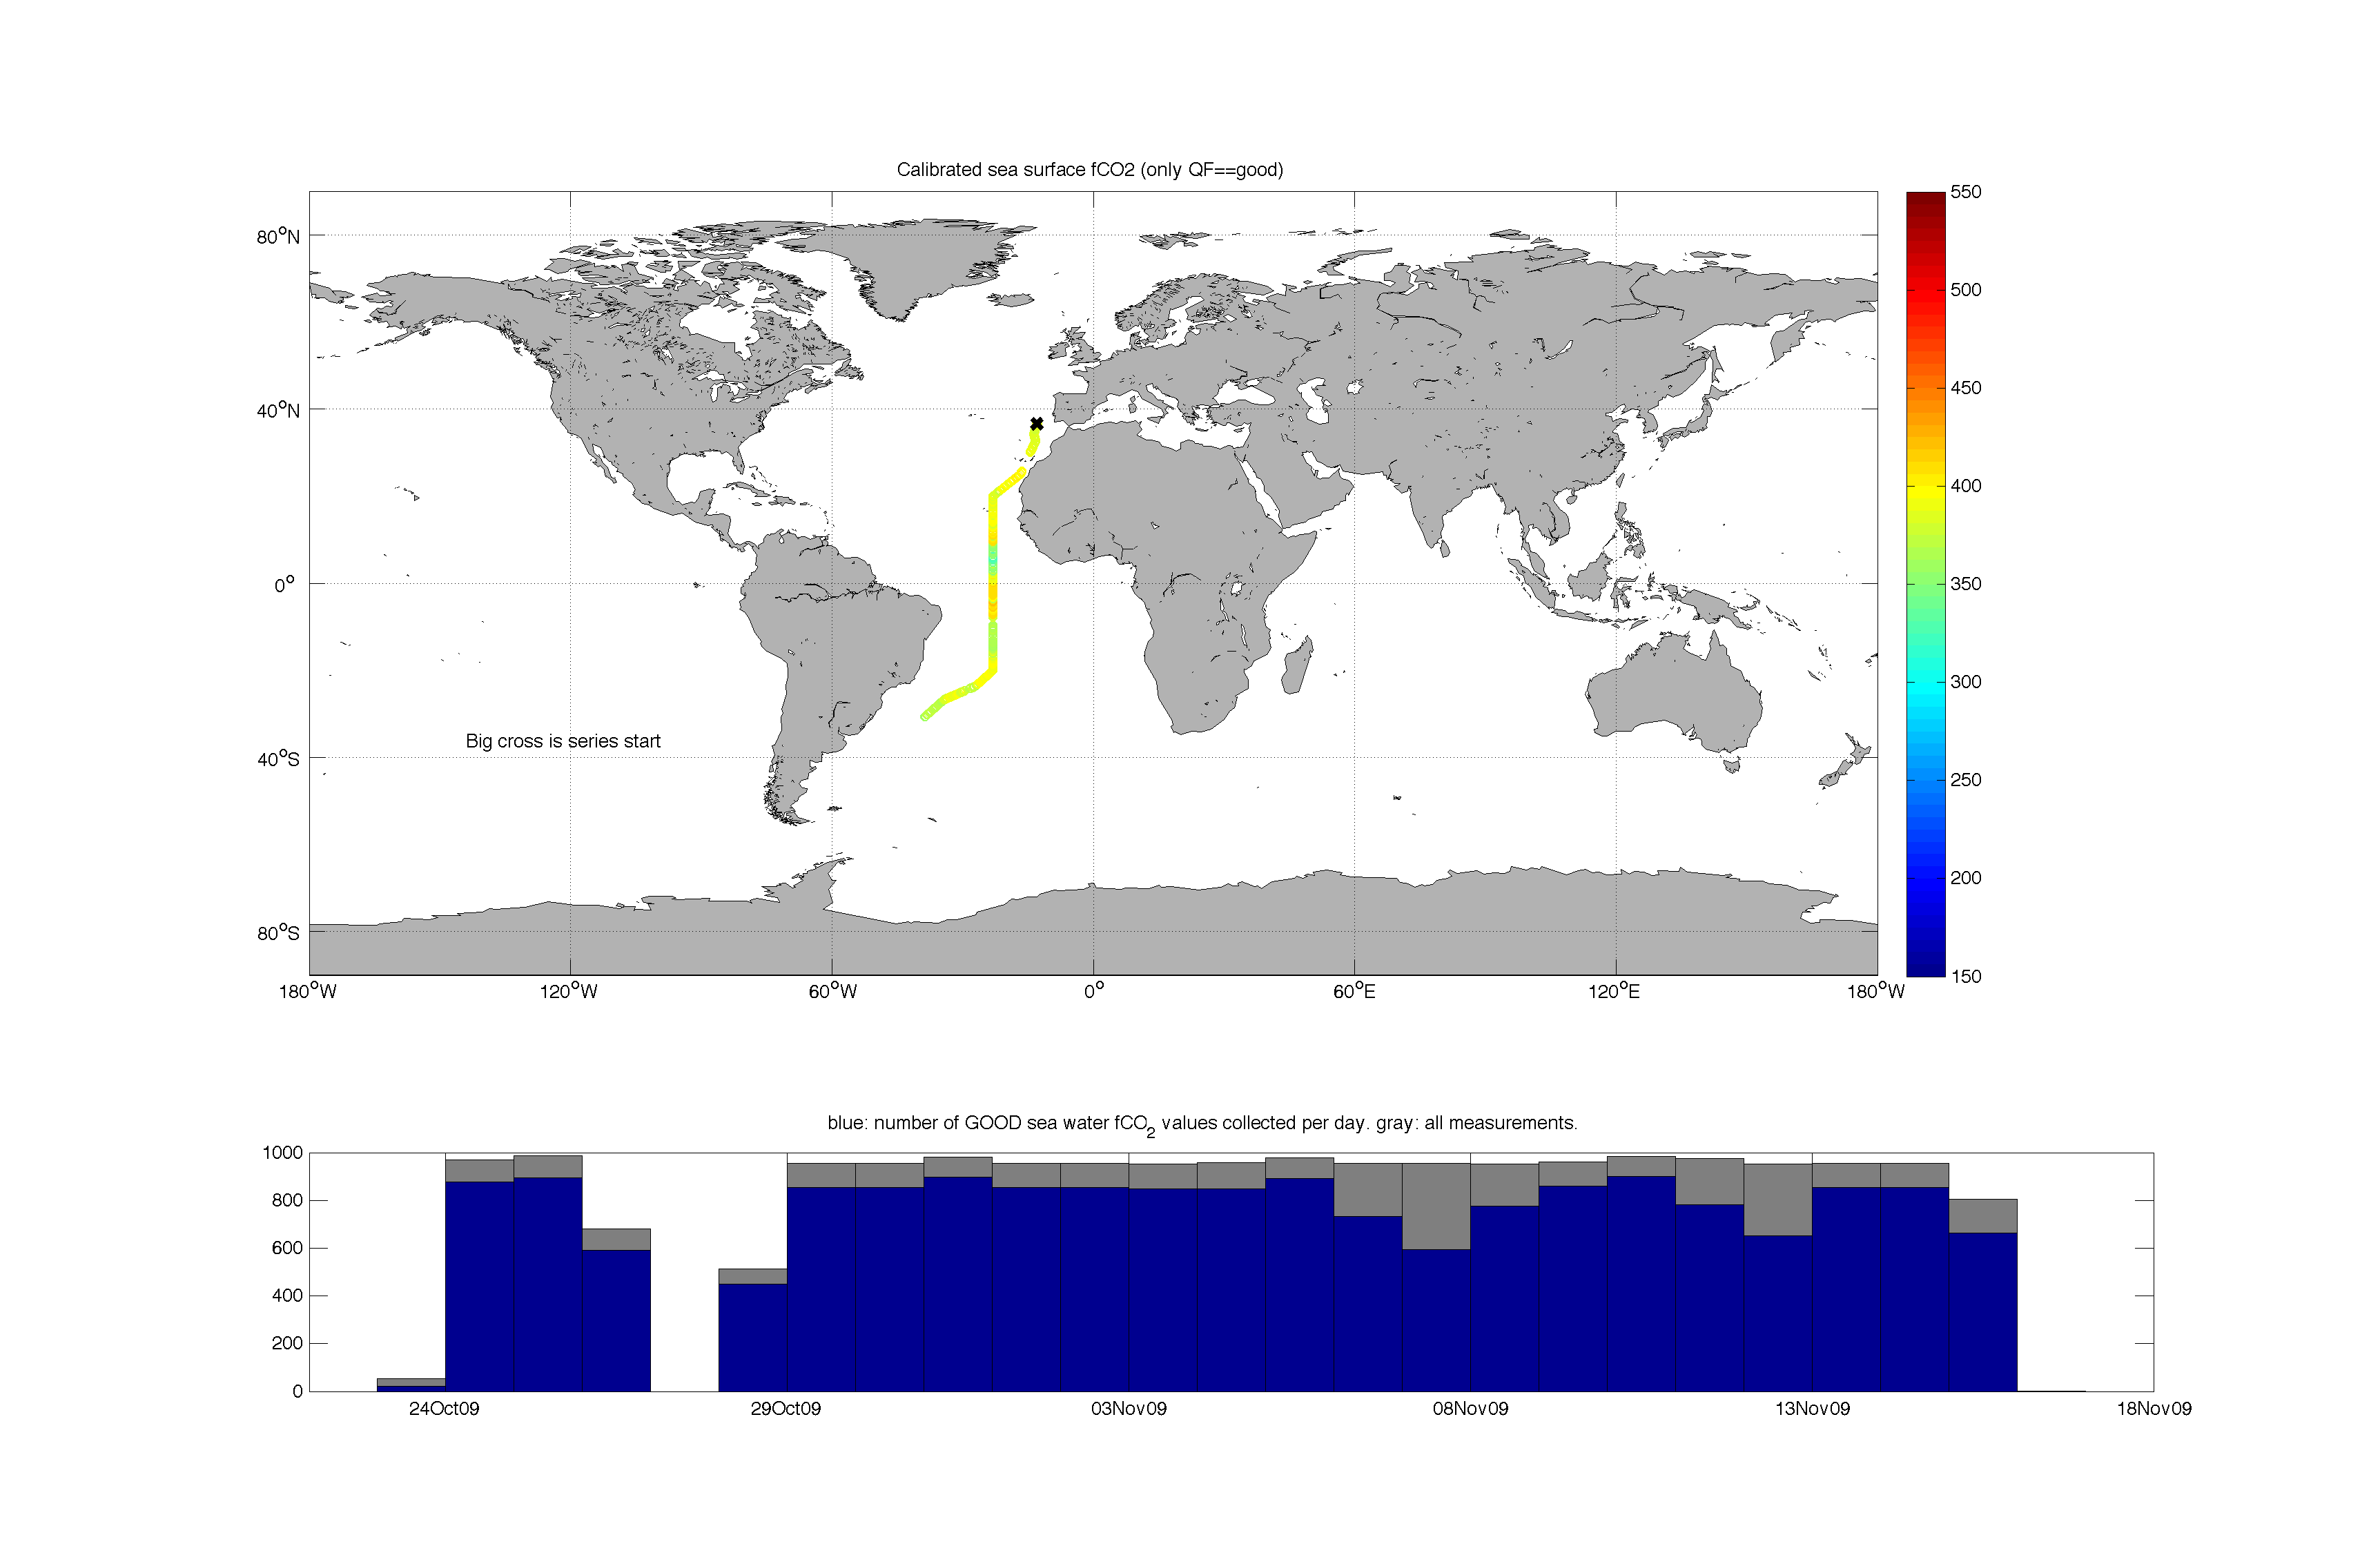 Calibrated sea surface fCO2 (only QF==good)
80°N
40°N
0°
40°S
80°S
180°W 120°W 60°W 0° 60°E 120°E 180°W
Big cross is series start
550
500
450
400
350
300
250
200
150
blue: number of GOOD sea water fCO2 values collected per day. gray: all measurements.
1000
800
600
400
200
0
24Oct09 29Oct09 03Nov09 08Nov09 13Nov09 18Nov09